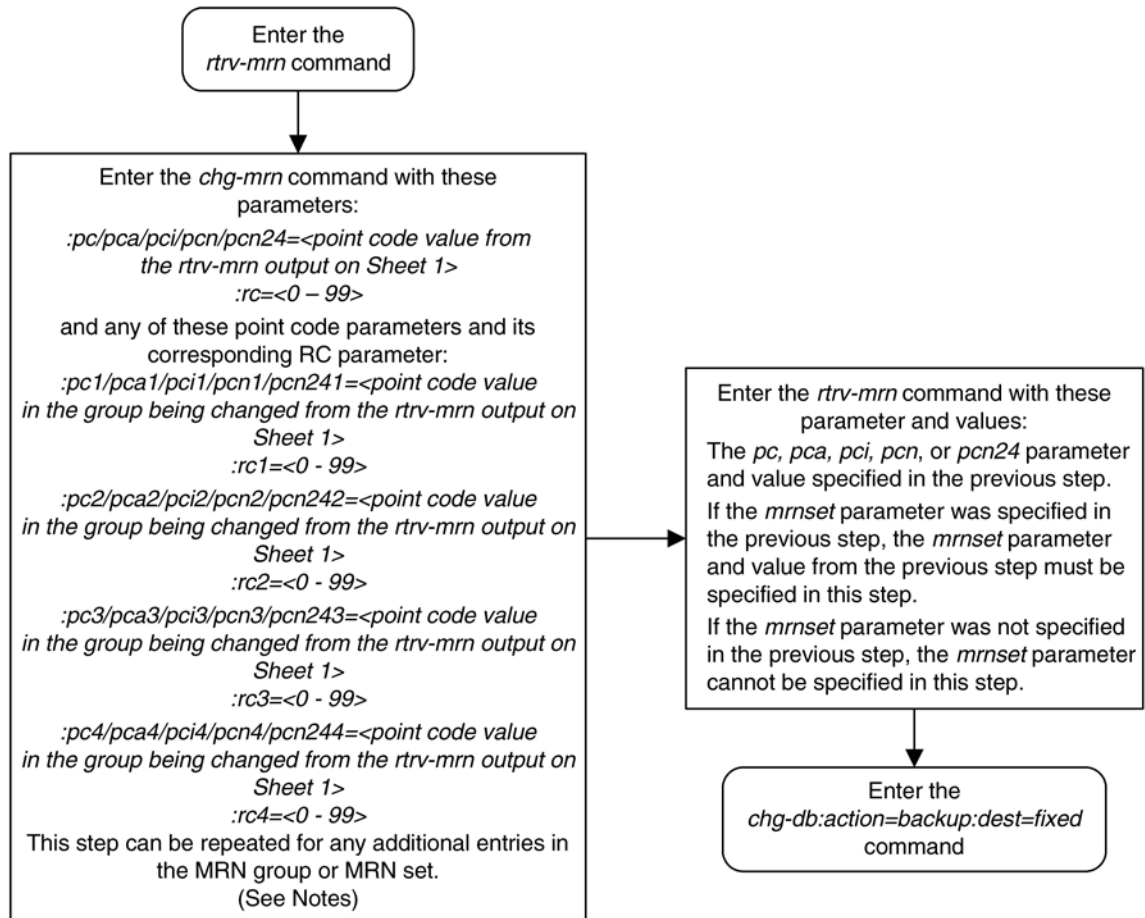 Enter the
rtrv-mrn command
Enter the chg-mrn command with these
parameters:
:pc/pca/pci/pcn/pcn24=<point code value from
the rtrv-mrn output on Sheet 1>
:rc=<0 – 99>
and any of these point code parameters and its
corresponding RC parameter:
:pc1/pca1/pci1/pcn1/pcn241=<point code value
in the group being changed from the rtrv-mrn output on
Sheet 1>
:rc1=<0 - 99>
:pc2/pca2/pci2/pcn2/pcn242=<point code value
in the group being changed from the rtrv-mrn output on
Sheet 1>
:rc2=<0 - 99>
:pc3/pca3/pci3/pcn3/pcn243=<point code value
in the group being changed from the rtrv-mrn output on
Sheet 1>
:rc3=<0 - 99>
:pc4/pca4/pci4/pcn4/pcn244=<point code value
in the group being changed from the rtrv-mrn output on
Sheet 1>
:rc4=<0 - 99>
This step can be repeated for any additional entries in
the MRN group or MRN set.
(See Notes)
Enter the rtrv-mrn command with these
parameter and values:
The pc, pca, pci, pcn, or pcn24 parameter
and value specified in the previous step.
If the mrnset parameter was specified in
the previous step, the mrnset parameter
and value from the previous step must be
specified in this step.
If the mrnset parameter was not specified
in the previous step, the mrnset parameter
cannot be specified in this step.
Enter the
chg-db:action=backup:dest=fixed
command